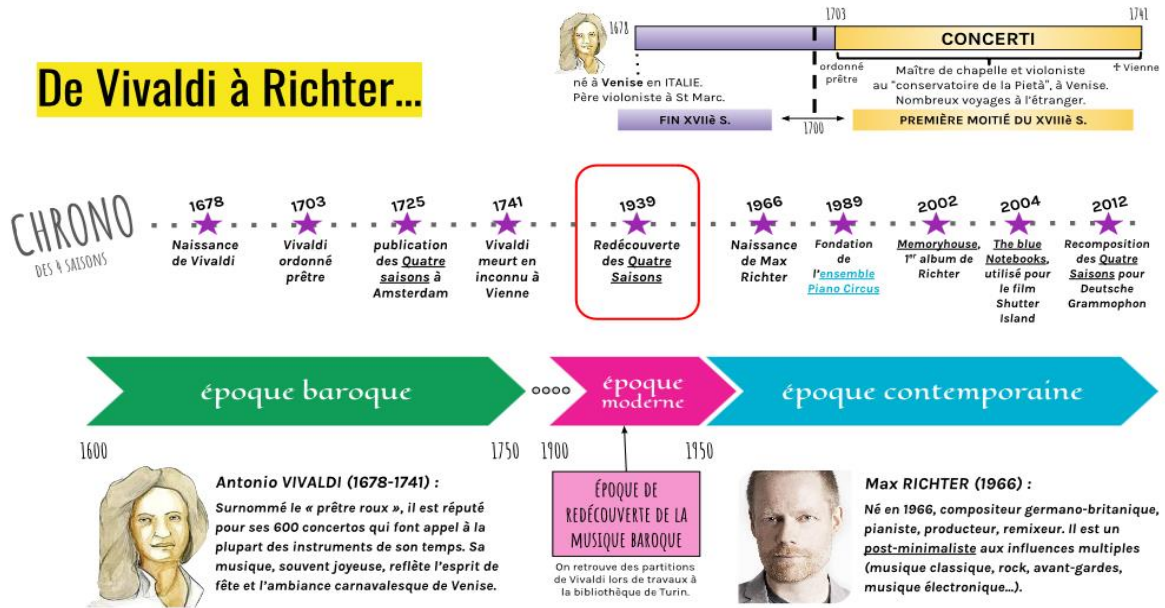 De Vivaldi à Richter...
1678
1703
1741
CONCERTI
né à Venise en ITALIE.
Père violoniste à St Marc.
ordonné
prêtre
Maître de chapelle et violoniste
au "conservatoire de la Pietà", à Venise.
Nombreux voyages à l'étranger.
✝ Vienne
FIN XVIIè S.
1700
PREMIÈRE MOITIÉ DU XVIIIè S.
CHRONO
DES 4 SAISONS
1678
Naissance
de Vivaldi
1703
Vivaldi
ordonné
prêtre
1725
publication
des Quatre
saisons à
Amsterdam
1741
Vivaldi
meurt en
inconnu à
Vienne
1939
Redécouverte
des Quatre
Saisons
1966
Naissance
de Max
Richter
1989
Fondation
de
l'ensemble
Piano Circus
2002
Memoryhouse,
1er album de
Richter
2004
The blue
Notebooks,
utilisé pour
le film
Shutter
Island
2012
Recomposition
des Quatre
Saisons pour
Deutsche
Grammophon
époque baroque
époque
moderne
époque contemporaine
1600
1750
1900
1950
Antonio VIVALDI (1678-1741) :
Surnommé le « prêtre roux », il est réputé
pour ses 600 concertos qui font appel à la
plupart des instruments de son temps. Sa
musique, souvent joyeuse, reflète l'esprit de
fête et l'ambiance carnavalesque de Venise.
ÉPOQUE DE
REDÉCOUVERTE DE LA
MUSIQUE BAROQUE
On retrouve des partitions
de Vivaldi lors de travaux à
la bibliothèque de Turin.
Max RICHTER (1966) :
Né en 1966, compositeur germano-britannique,
pianiste, producteur, remixeur. Il est un
post-minimaliste aux influences multiples
(musique classique, rock, avant-gardes,
musique électronique...).